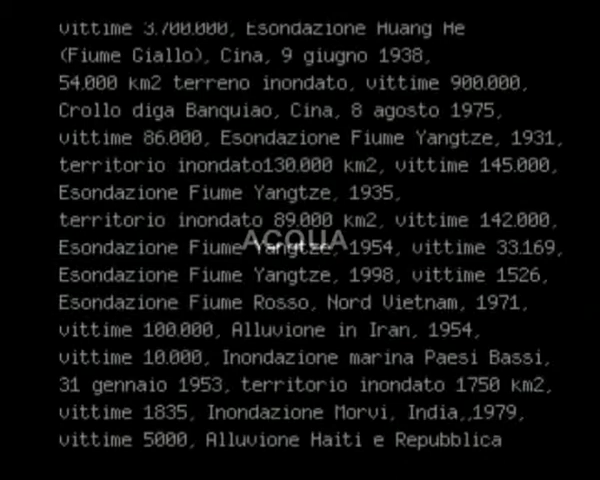 vittime 3.700.000, Esondazione Huang He
(Fiume Giallo), Cina, 9 giugno 1938,
54.000 km2 terreno inondato, vittime 900.000,
Crollo diga Banquiao, Cina, 8 agosto 1975,
vittime 86.000, Esondazione Fiume Yangtze, 1931,
territorio inondato130.000 km2, vittime 145.000,
Esondazione Fiume Yangtze, 1935,
territorio inondato 89.000 km2, vittime 142.000,
ACQUA
Esondazione Fiume Yangtze, 1954, vittime 33.169,
Esondazione Fiume Yangtze, 1998, vittime 1526,
Esondazione Fiume Rosso, Nord Vietnam, 1971,
vittime 100.000, Alluvione in Iran, 1954,
vittime 10.000, Inondazione marina Paesi Bassi,
31 gennaio 1953, territorio inondato 1750 km2,
vittime 1835, Inondazione Morvi, India,,1979,
vittime 5000, Alluvione Haiti e Repubblica